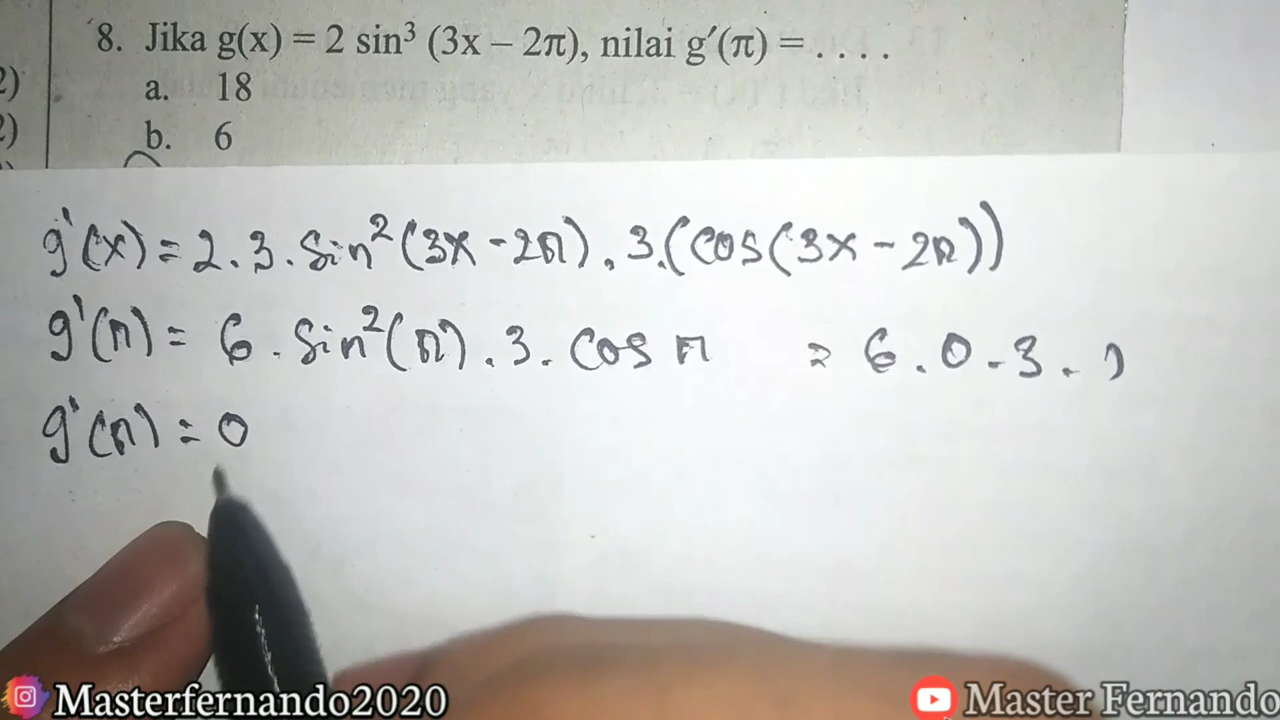 8. Jika g(x) = 2 sin³ (3x – 2π), nilai g′(π) = . . . .
a. 18
b. 6
g'(x) = 2.3. sin²(3x - 2π). 3.(cos(3x - 2π))
g'(π) = 6. sin²(π). 3. cos π = 6.0.3.1
g'(π) = 0
Masterfernando2020
Master Fernando